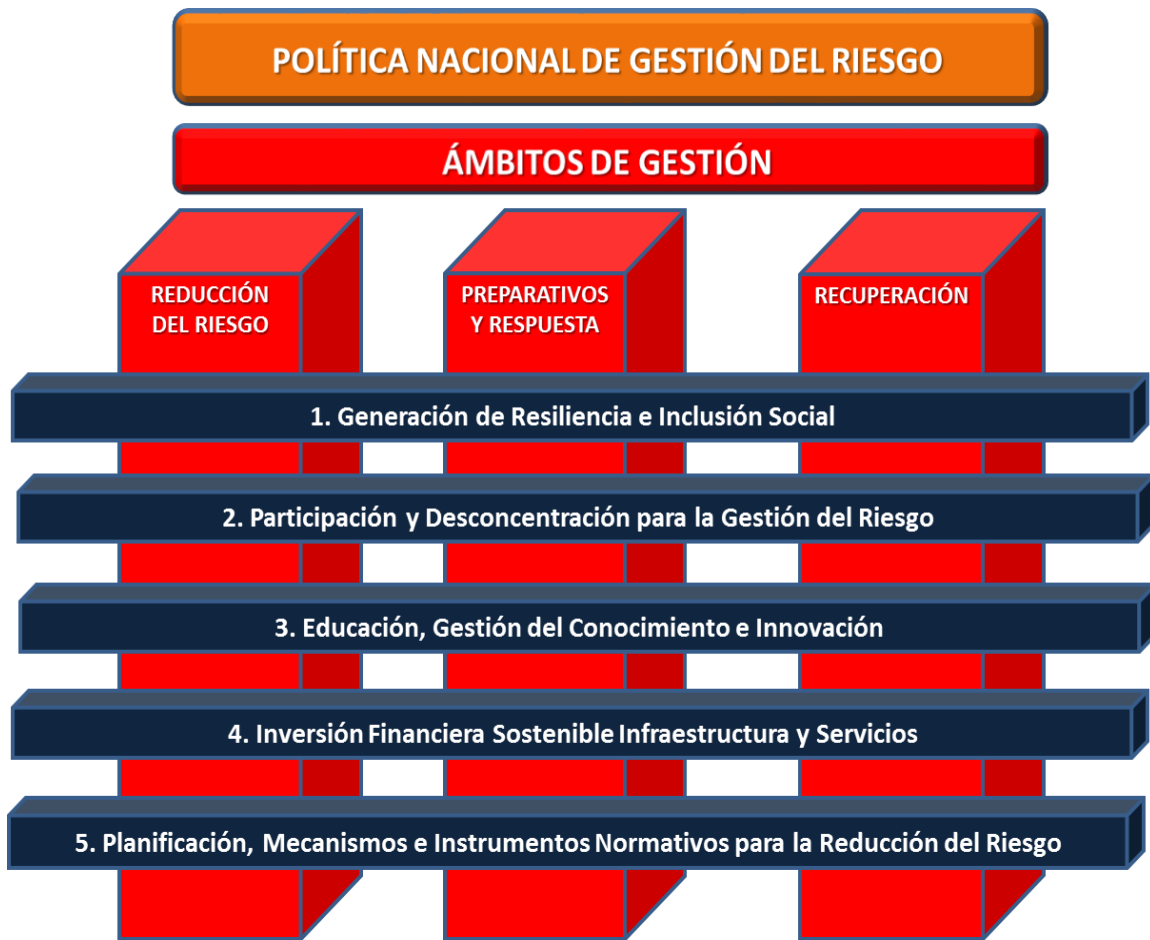 POLÍTICA NACIONAL DE GESTIÓN DEL RIESGO
ÁMBITOS DE GESTIÓN
REDUCCIÓN
DEL RIESGO
PREPARATIVOS
Y RESPUESTA
RECUPERACIÓN
1. Generación de Resiliencia e Inclusión Social
2. Participación y Desconcentración para la Gestión del Riesgo
3. Educación, Gestión del Conocimiento e Innovación
4. Inversión Financiera Sostenible Infraestructura y Servicios
5. Planificación, Mecanismos e Instrumentos Normativos para la Reducción del Riesgo